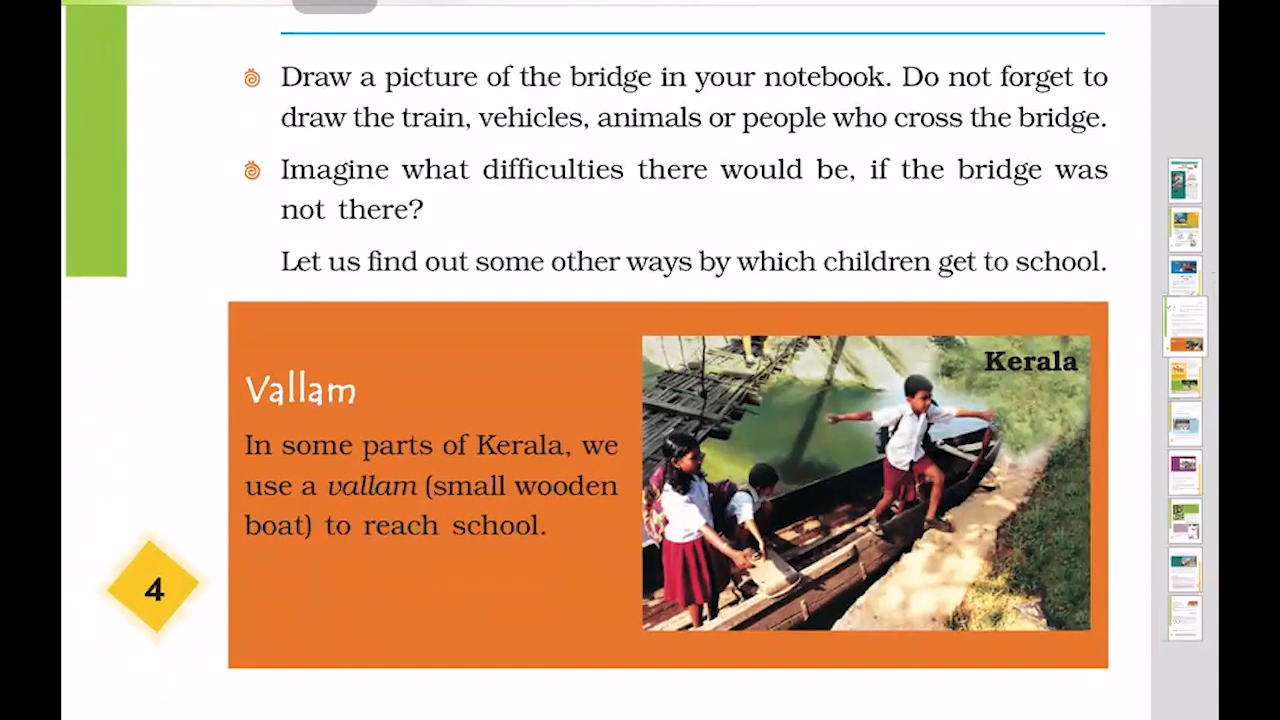 Draw a picture of the bridge in your notebook. Do not forget to
draw the train, vehicles, animals or people who cross the bridge.
Imagine what difficulties there would be, if the bridge was
not there?
Let us find out some other ways by which children get to school.
Vallam
In some parts of Kerala, we
use a vallam (small wooden
boat) to reach school.
Kerala
4